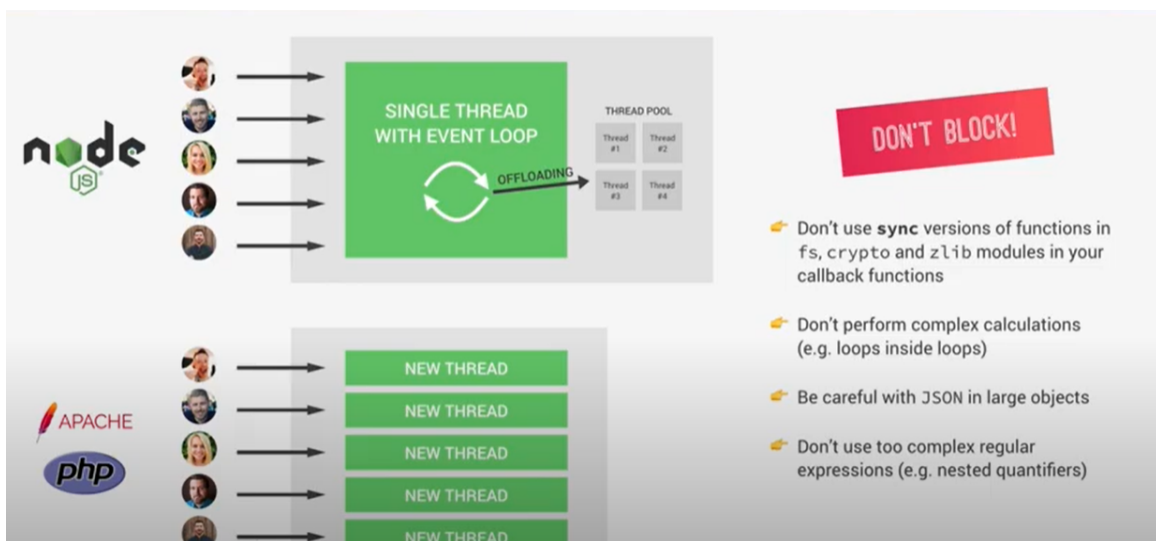 node
JS
SINGLE THREAD
WITH EVENT LOOP
OFFLOADING
THREAD POOL
Thread
#1
Thread
#2
Thread
#3
Thread
#4
DON'T BLOCK!
Don't use sync versions of functions in
fs, crypto and zlib modules in your
callback functions
Don't perform complex calculations
(e.g. loops inside loops)
Be careful with JSON in large objects
Don't use too complex regular
expressions (e.g. nested quantifiers)
APACHE
php
NEW THREAD
NEW THREAD
NEW THREAD
NEW THREAD
NEW THREAD